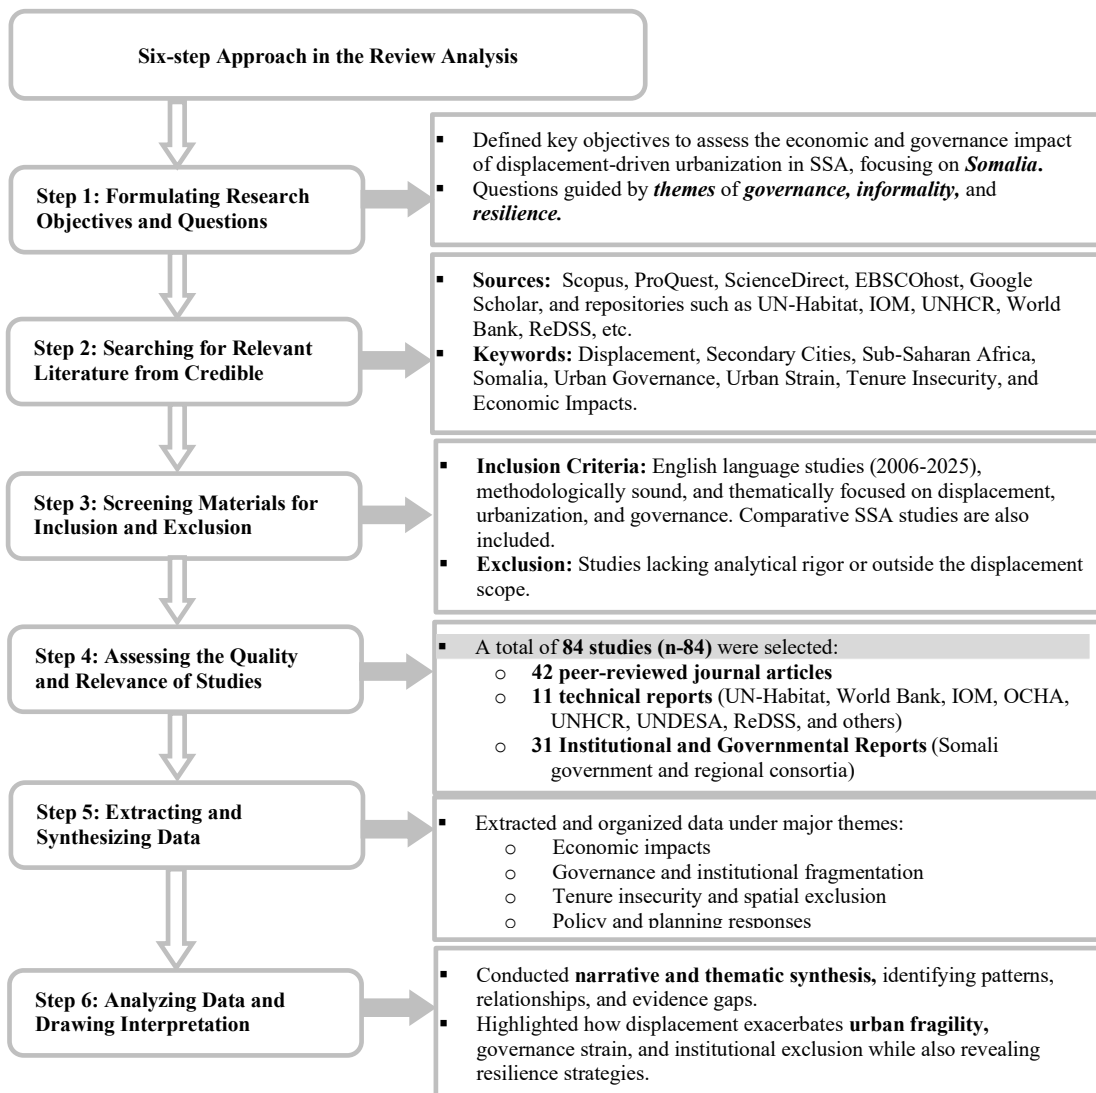 Six-step Approach in the Review Analysis
▪ Defined key objectives to assess the economic and governance impact
of displacement-driven urbanization in SSA, focusing on Somalia.
▪ Questions guided by themes of governance, informality, and
resilience.
Step 1: Formulating Research
Objectives and Questions
▪ Sources: Scopus, ProQuest, ScienceDirect, EBSCOhost, Google
Scholar, and repositories such as UN-Habitat, IOM, UNHCR, World
Bank, ReDSS, etc.
▪ Keywords: Displacement, Secondary Cities, Sub-Saharan Africa,
Somalia, Urban Governance, Urban Strain, Tenure Insecurity, and
Economic Impacts.
Step 2: Searching for Relevant
Literature from Credible
▪ Inclusion Criteria: English language studies (2006-2025),
methodologically sound, and thematically focused on displacement,
urbanization, and governance. Comparative SSA studies are also
included.
▪ Exclusion: Studies lacking analytical rigor or outside the displacement
scope.
Step 3: Screening Materials for
Inclusion and Exclusion
▪ A total of 84 studies (n-84) were selected:
o 42 peer-reviewed journal articles
o 11 technical reports (UN-Habitat, World Bank, IOM, OCHA,
UNHCR, UNDESA, ReDSS, and others)
o 31 Institutional and Governmental Reports (Somali
government and regional consortia)
Step 4: Assessing the Quality
and Relevance of Studies
▪ Extracted and organized data under major themes:
o Economic impacts
o Governance and institutional fragmentation
o Tenure insecurity and spatial exclusion
o Policy and planning responses
Step 5: Extracting and
Synthesizing Data
▪ Conducted narrative and thematic synthesis, identifying patterns,
relationships, and evidence gaps.
▪ Highlighted how displacement exacerbates urban fragility,
governance strain, and institutional exclusion while also revealing
resilience strategies.
Step 6: Analyzing Data and
Drawing Interpretation